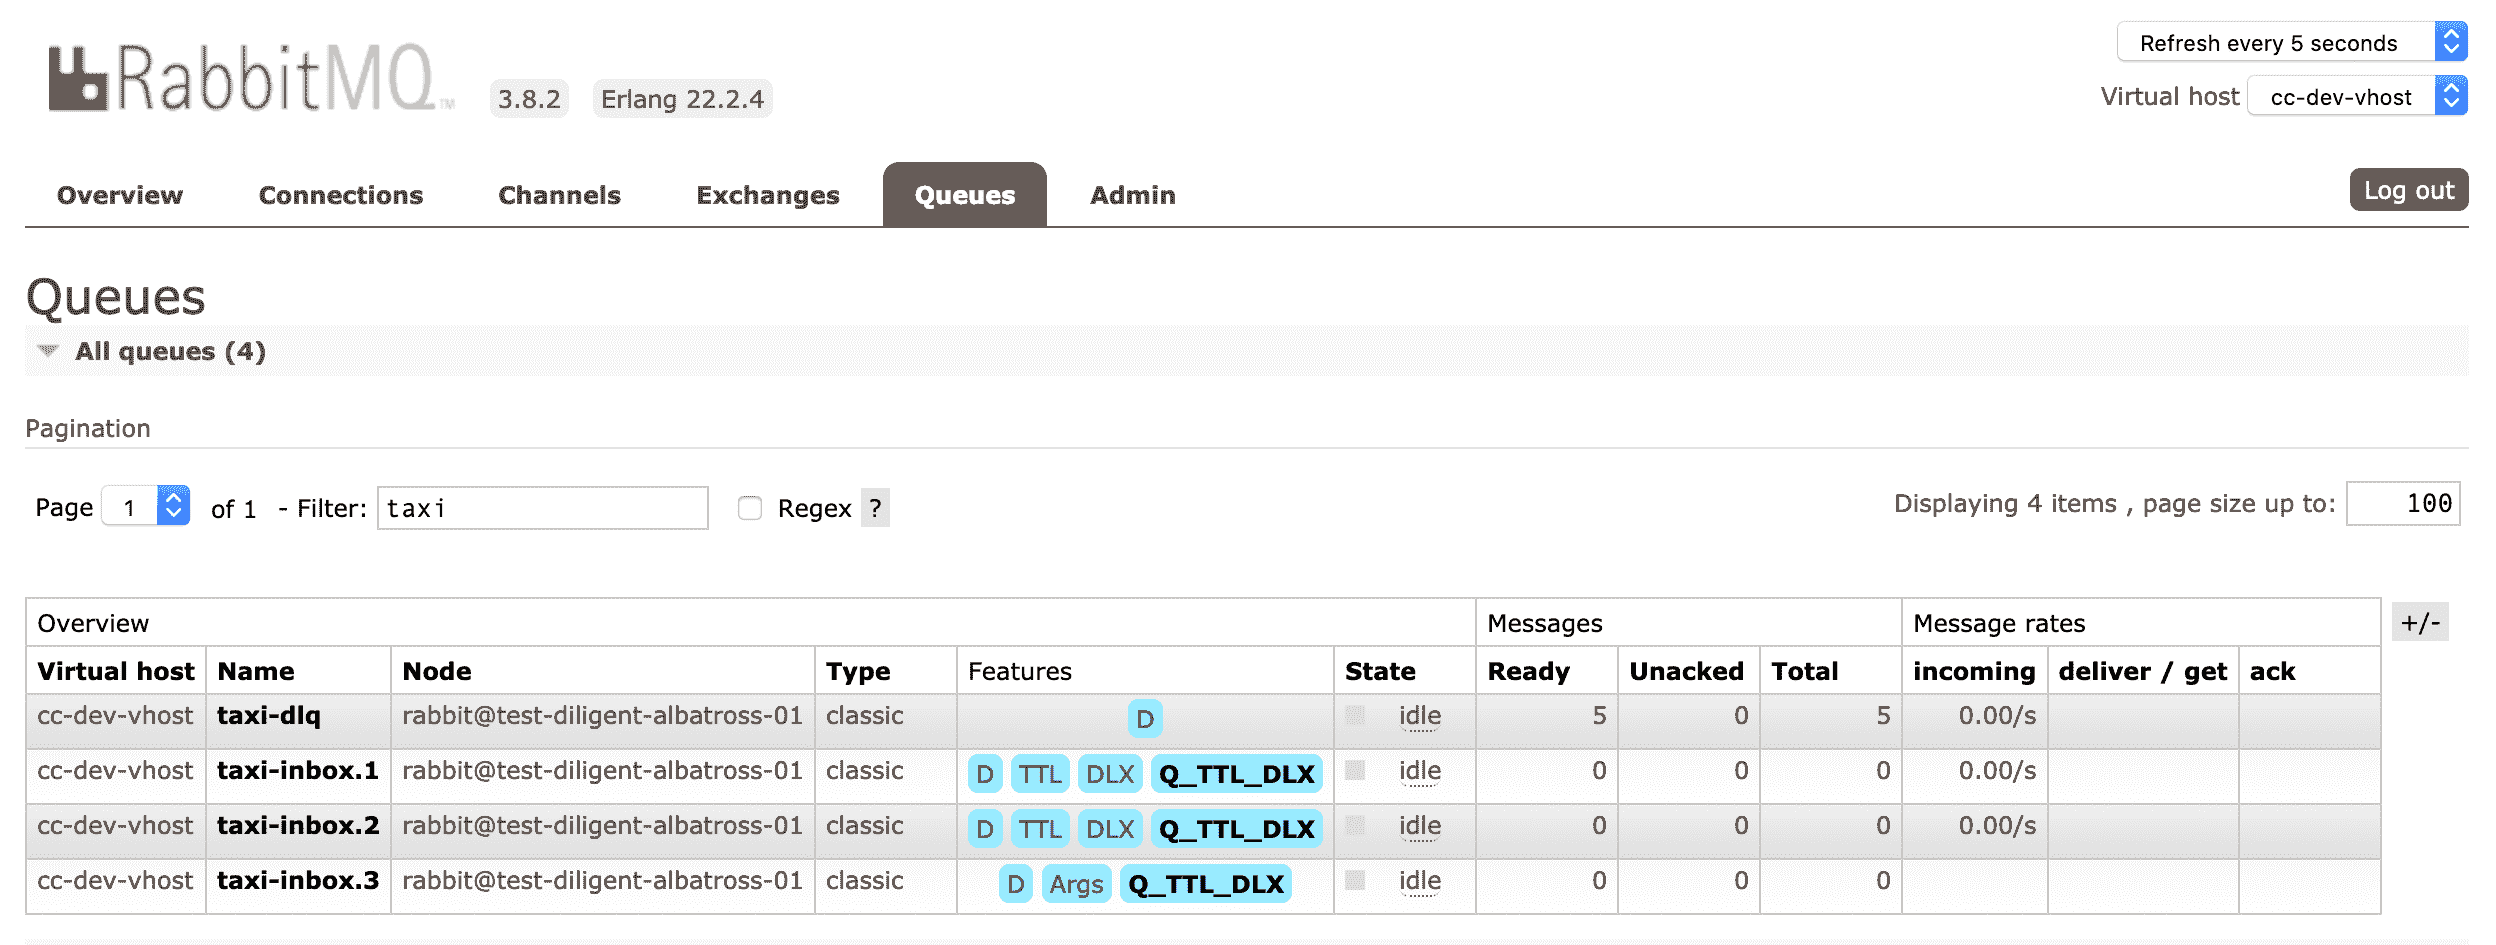 RabbitMQ TM 3.8.2 Erlang 22.2.4
Refresh every 5 seconds
Virtual host cc-dev-vhost
Overview Connections Channels Exchanges Queues Admin Log out
Queues
All queues (4)
Pagination
Page 1 of 1 - Filter: taxi Regex ? Displaying 4 items , page size up to: 100
Overview Messages Message rates +/-
Virtual host Name Node Type Features State Ready Unacked Total incoming deliver / get ack
cc-dev-vhost taxi-dlq rabbit@test-diligent-albatross-01 classic D idle 5 0 5 0.00/s
cc-dev-vhost taxi-inbox.1 rabbit@test-diligent-albatross-01 classic D TTL DLX Q_TTL_DLX idle 0 0 0 0.00/s
cc-dev-vhost taxi-inbox.2 rabbit@test-diligent-albatross-01 classic D TTL DLX Q_TTL_DLX idle 0 0 0 0.00/s
cc-dev-vhost taxi-inbox.3 rabbit@test-diligent-albatross-01 classic D Args Q_TTL_DLX idle 0 0 0